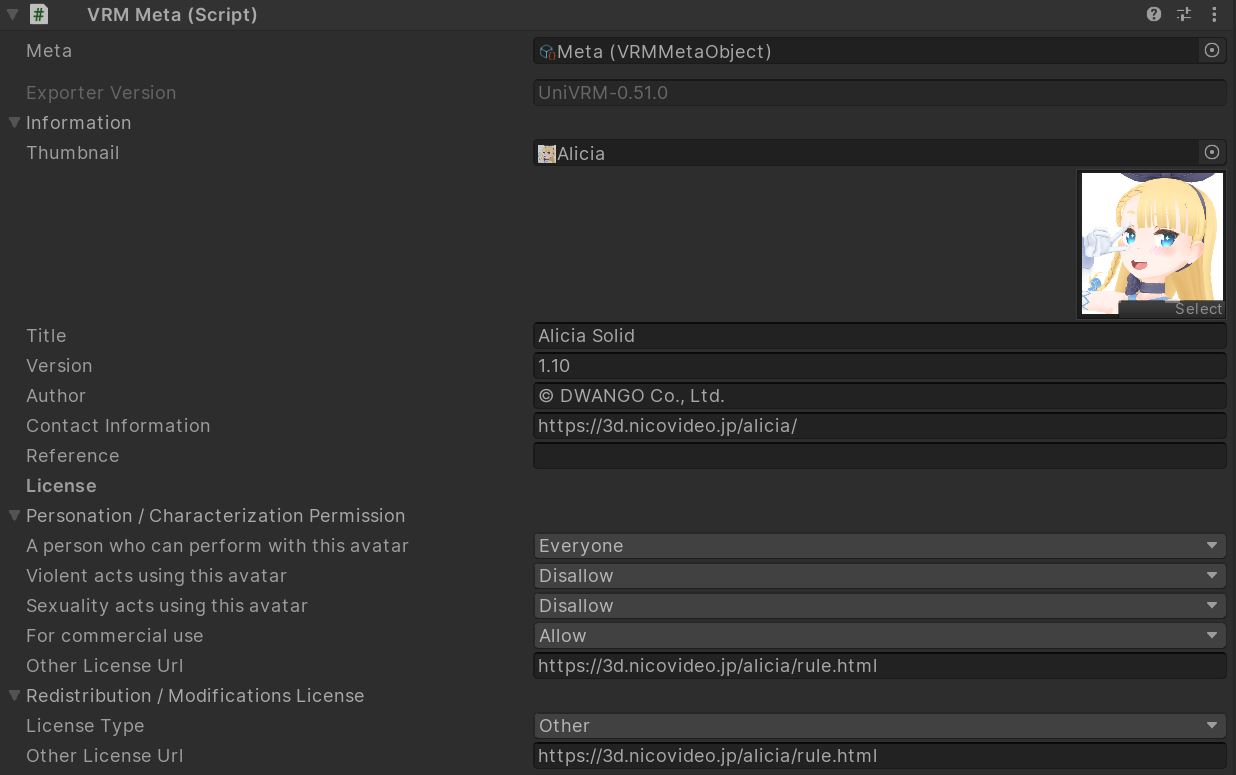 VRM Meta (Script)
Meta Meta (VRMMetaObject)
Exporter Version UniVRM-0.51.0
Information
Thumbnail Alicia
Select
Title Alicia Solid
Version 1.10
Author © DWANGO Co., Ltd.
Contact Information https://3d.nicovideo.jp/alicia/
Reference
License
Personation / Characterization Permission
A person who can perform with this avatar Everyone
Violent acts using this avatar Disallow
Sexuality acts using this avatar Disallow
For commercial use Allow
Other License Url https://3d.nicovideo.jp/alicia/rule.html
Redistribution / Modifications License
License Type Other
Other License Url https://3d.nicovideo.jp/alicia/rule.html